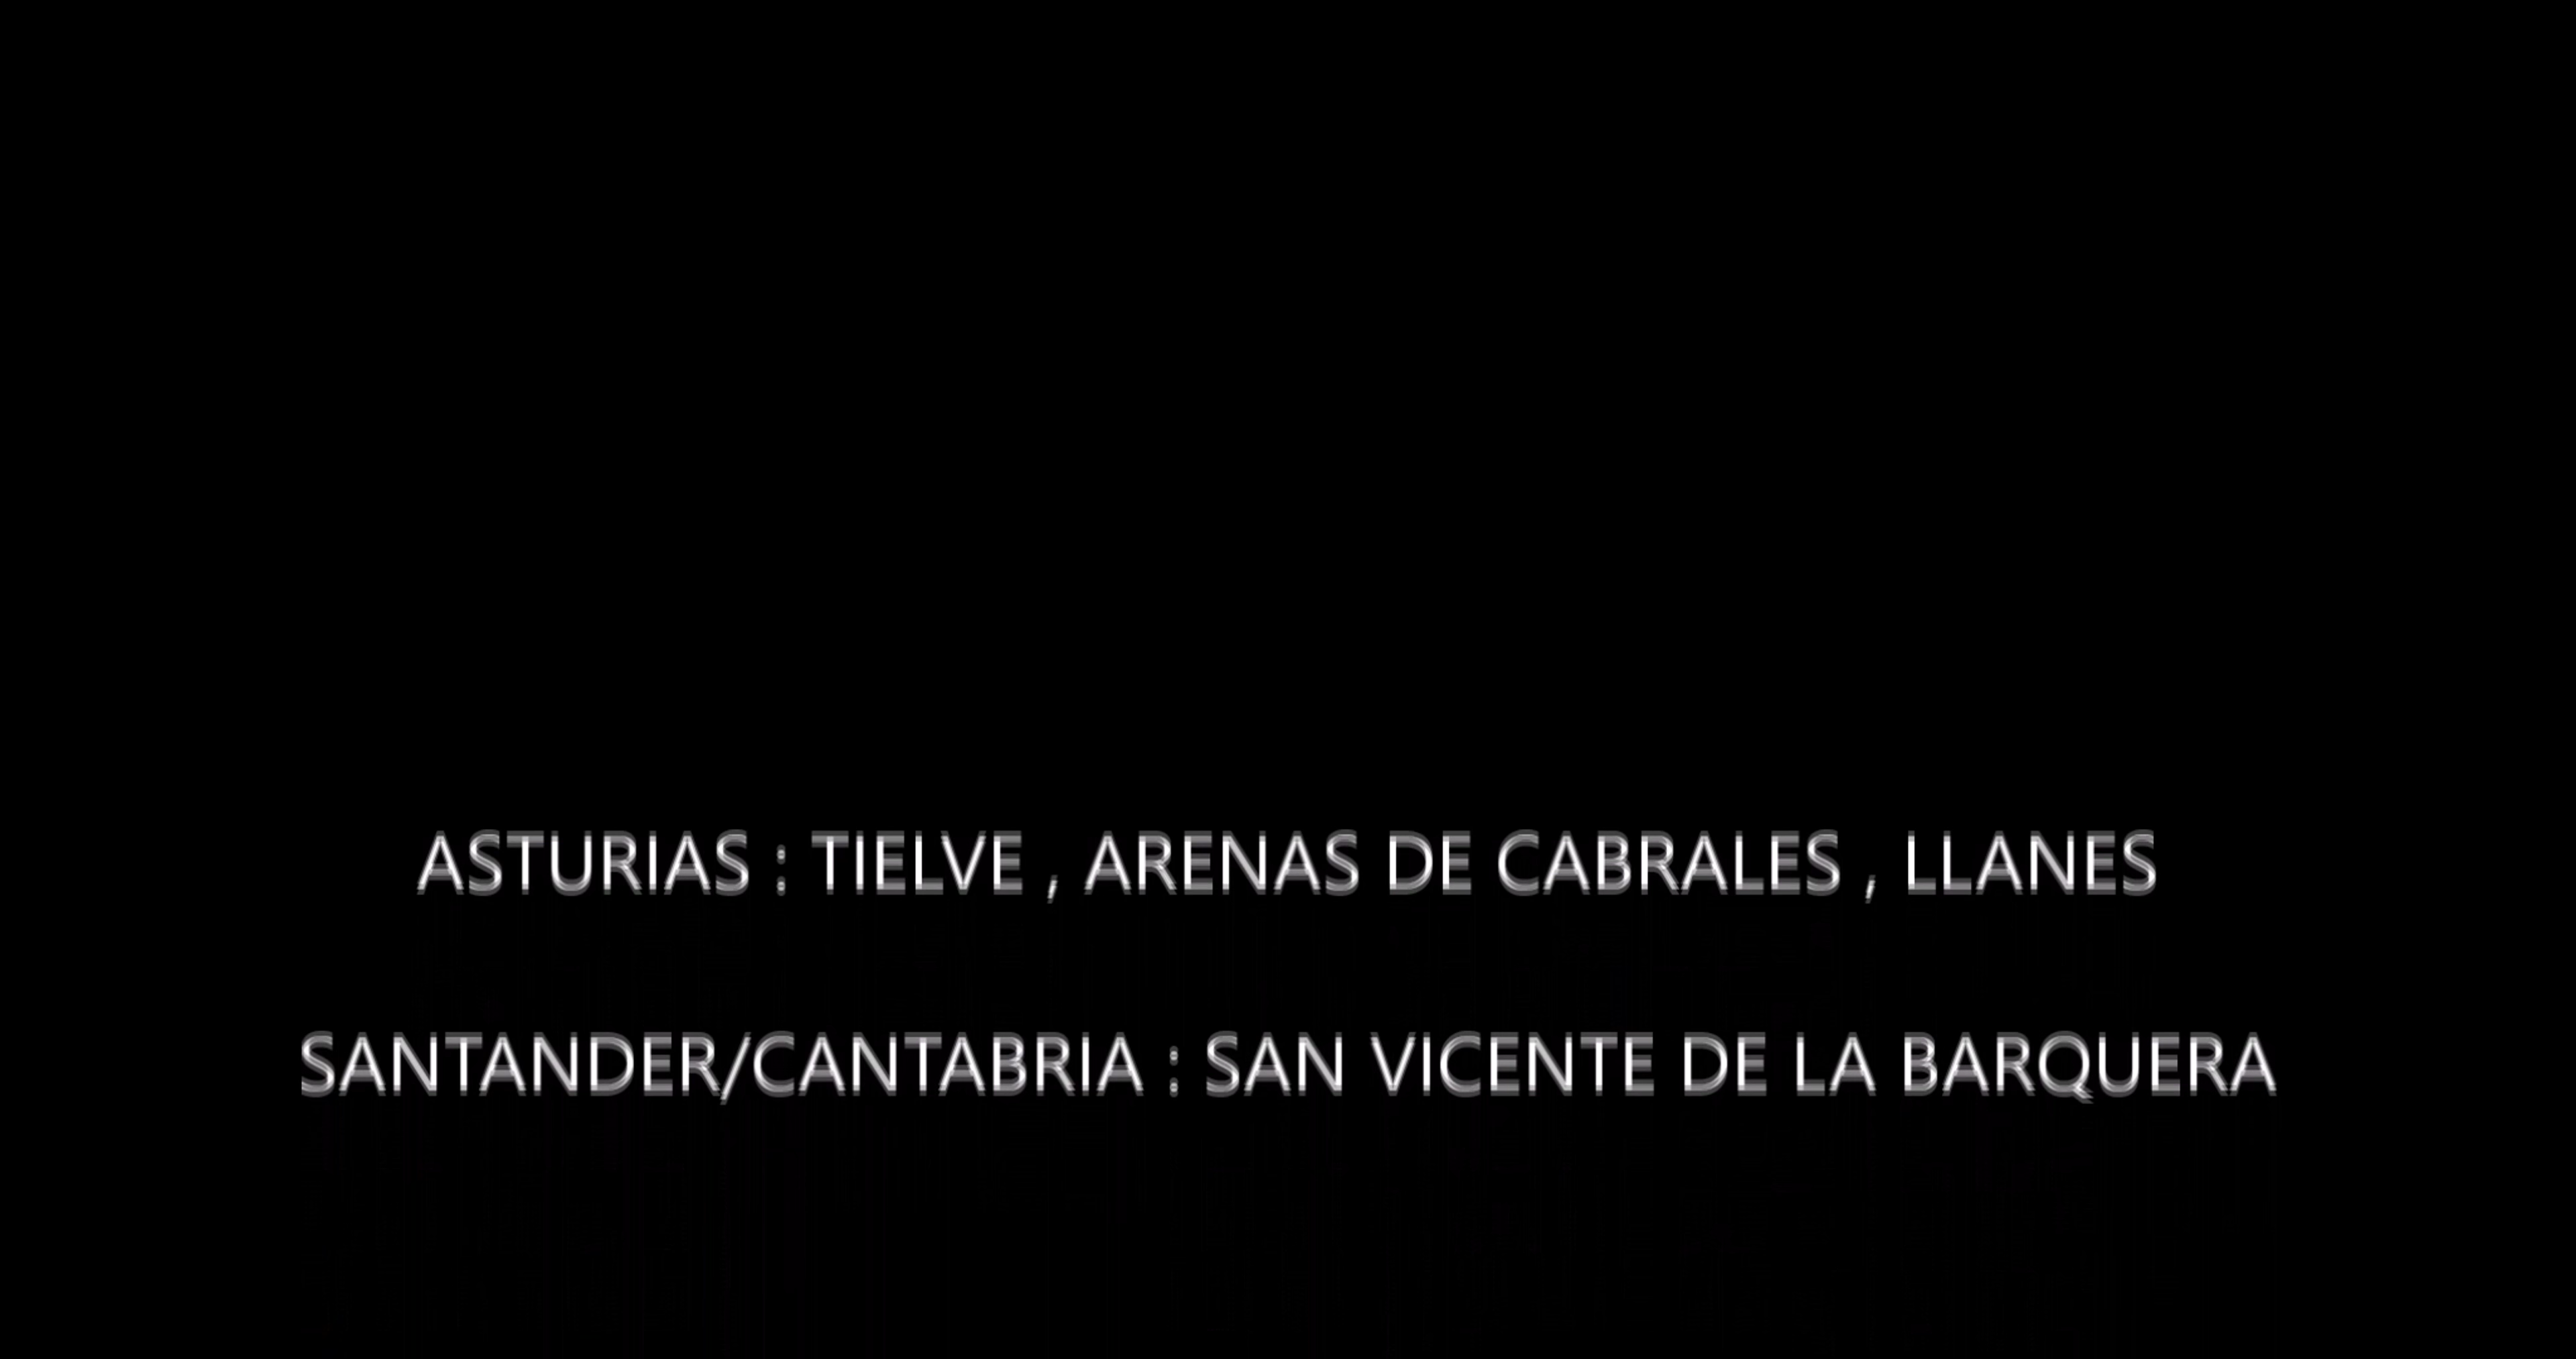 ASTURIAS : TIELVE , ARENAS DE CABRALES , LLANES
SANTANDER/CANTABRIA : SAN VICENTE DE LA BARQUERA